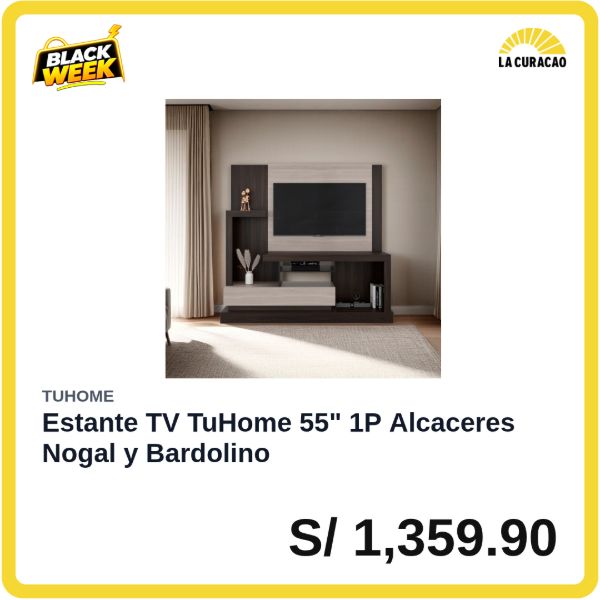 BLACK
WEEK
LA CURACAO
TUHOME
Estante TV TuHome 55" 1P Alcaceres
Nogal y Bardolino
S/ 1,359.90